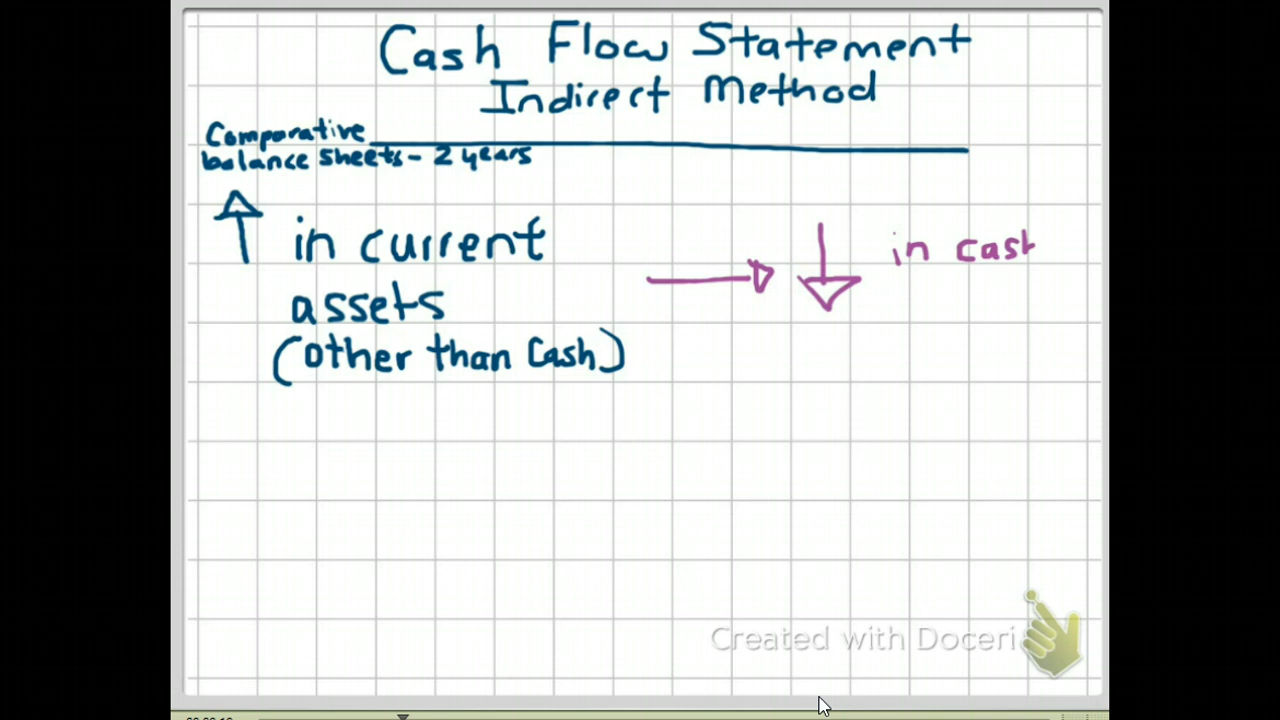 Cash Flow Statement
Indirect Method
Comparative
balance sheets - 2 years
in current
assets
(other than Cash)
in cash
Created with Doceri